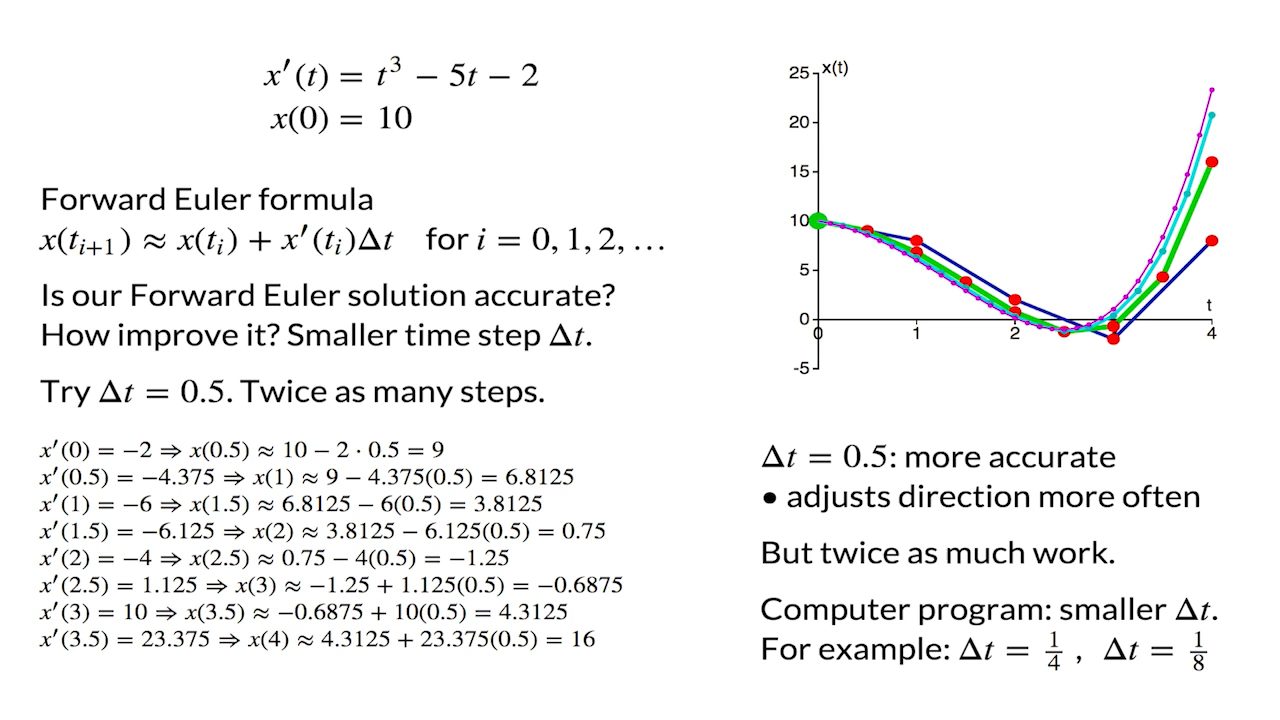 x′(t) = t³ − 5t − 2
x(0) = 10
Forward Euler formula
x(tᵢ₊₁) ≈ x(tᵢ) + x′(tᵢ)Δt for i = 0, 1, 2, …
Is our Forward Euler solution accurate?
How improve it? Smaller time step Δt.
Try Δt = 0.5. Twice as many steps.
x′(0) = −2 ⇒ x(0.5) ≈ 10 − 2 · 0.5 = 9
x′(0.5) = −4.375 ⇒ x(1) ≈ 9 − 4.375(0.5) = 6.8125
x′(1) = −6 ⇒ x(1.5) ≈ 6.8125 − 6(0.5) = 3.8125
x′(1.5) = −6.125 ⇒ x(2) ≈ 3.8125 − 6.125(0.5) = 0.75
x′(2) = −4 ⇒ x(2.5) ≈ 0.75 − 4(0.5) = −1.25
x′(2.5) = 1.125 ⇒ x(3) ≈ −1.25 + 1.125(0.5) = −0.6875
x′(3) = 10 ⇒ x(3.5) ≈ −0.6875 + 10(0.5) = 4.3125
x′(3.5) = 23.375 ⇒ x(4) ≈ 4.3125 + 23.375(0.5) = 16
25 x(t)
20
15
10
5
0
-5
t
0 1 2 3 4
Δt = 0.5: more accurate
• adjusts direction more often
But twice as much work.
Computer program: smaller Δt.
For example: Δt = 1/4 , Δt = 1/8